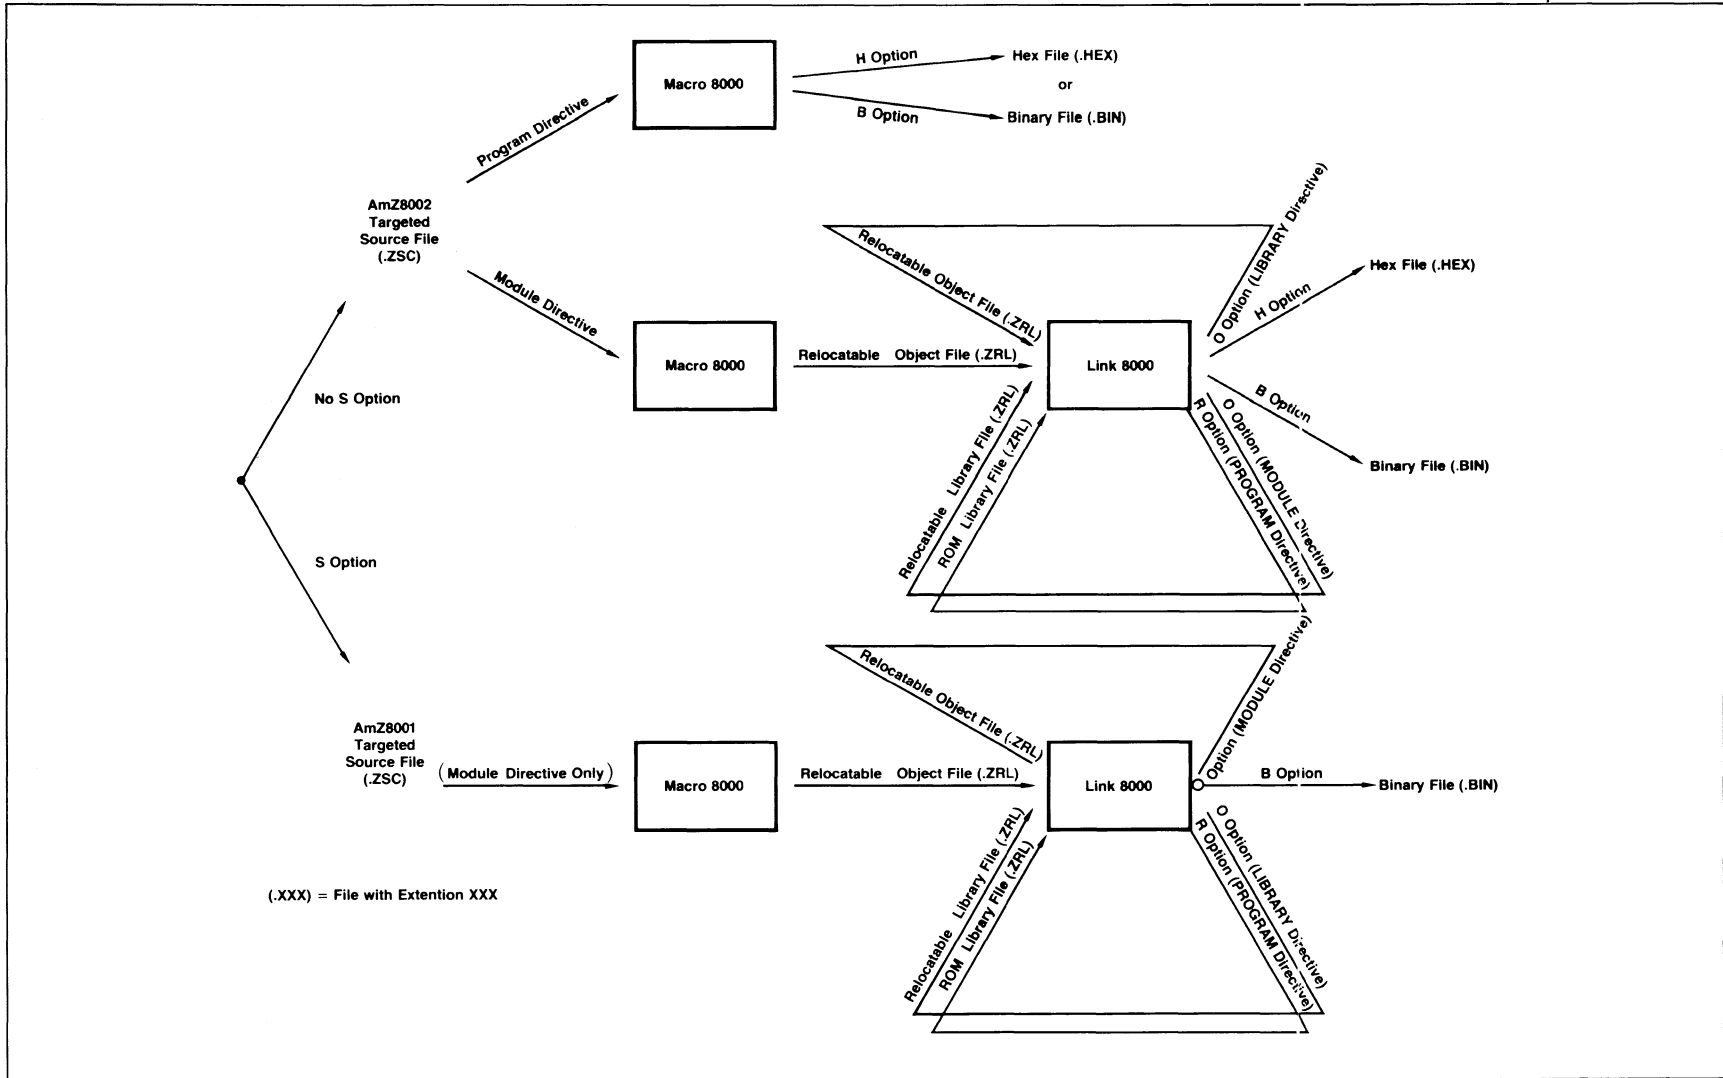 Macro 8000
H Option
Hex File (.HEX)
or
B Option
Binary File (.BIN)
Program Directive
AmZ8002
Targeted
Source File
(.ZSC)
Module Directive
Macro 8000
Relocatable Object File (.ZRL)
Relocatable Object File (.ZRL)
Link 8000
O Option (LIBRARY Directive)
H Option
Hex File (.HEX)
B Option
Binary File (.BIN)
O Option (MODULE Directive)
R Option (PROGRAM Directive)
Relocatable Library File (.ZRL)
ROM Library File (.ZRL)
No S Option
S Option
AmZ8001
Targeted
Source File
(.ZSC)
(Module Directive Only)
Macro 8000
Relocatable Object File (.ZRL)
Relocatable Object File (.ZRL)
Link 8000
O Option (MODULE Directive)
B Option
Binary File (.BIN)
O Option (LIBRARY Directive)
R Option (PROGRAM Directive)
Relocatable Library File (.ZRL)
ROM Library File (.ZRL)
(.XXX) = File with Extention XXX